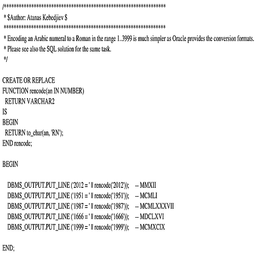 /******************************************************************
* $Author: Atanas Kebedjiev $
******************************************************************
* Encoding an Arabic numeral to a Roman in the range 1..3999 is much simpler as Oracle provides the conversion formats.
* Please see also the SQL solution for the same task.
*/
CREATE OR REPLACE
FUNCTION rencode(an IN NUMBER)
RETURN VARCHAR2
IS
BEGIN
RETURN to_char(an, 'RN');
END rencode;
BEGIN
DBMS_OUTPUT.PUT_LINE ('2012 = ' || rencode('2012')); -- MMXII
DBMS_OUTPUT.PUT_LINE ('1951 = ' || rencode('1951')); -- MCMLI
DBMS_OUTPUT.PUT_LINE ('1987 = ' || rencode('1987')); -- MCMLXXXVII
DBMS_OUTPUT.PUT_LINE ('1666 = ' || rencode('1666')); -- MDCLXVI
DBMS_OUTPUT.PUT_LINE ('1999 = ' || rencode('1999')); -- MCMXCIX
END;